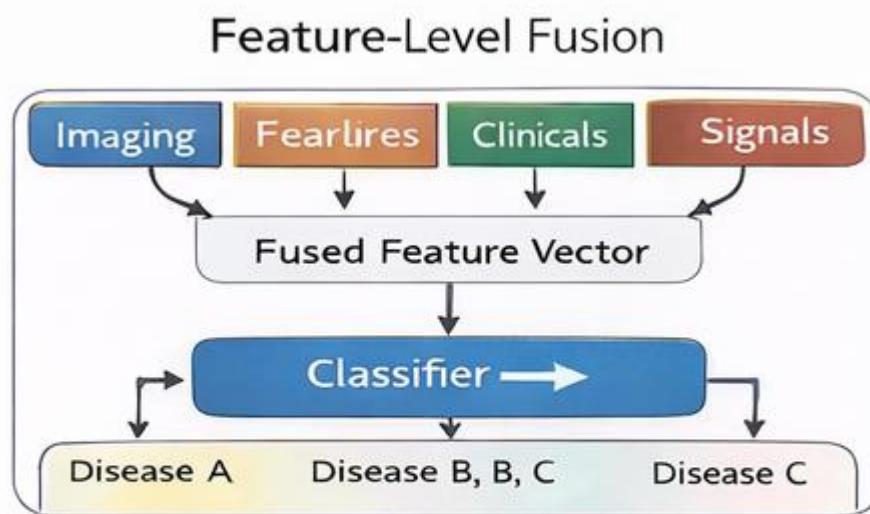 Feature-Level Fusion
Imaging Fearlires Clinicals Signals
Fused Feature Vector
Classifier
Disease A Disease B, B, C Disease C